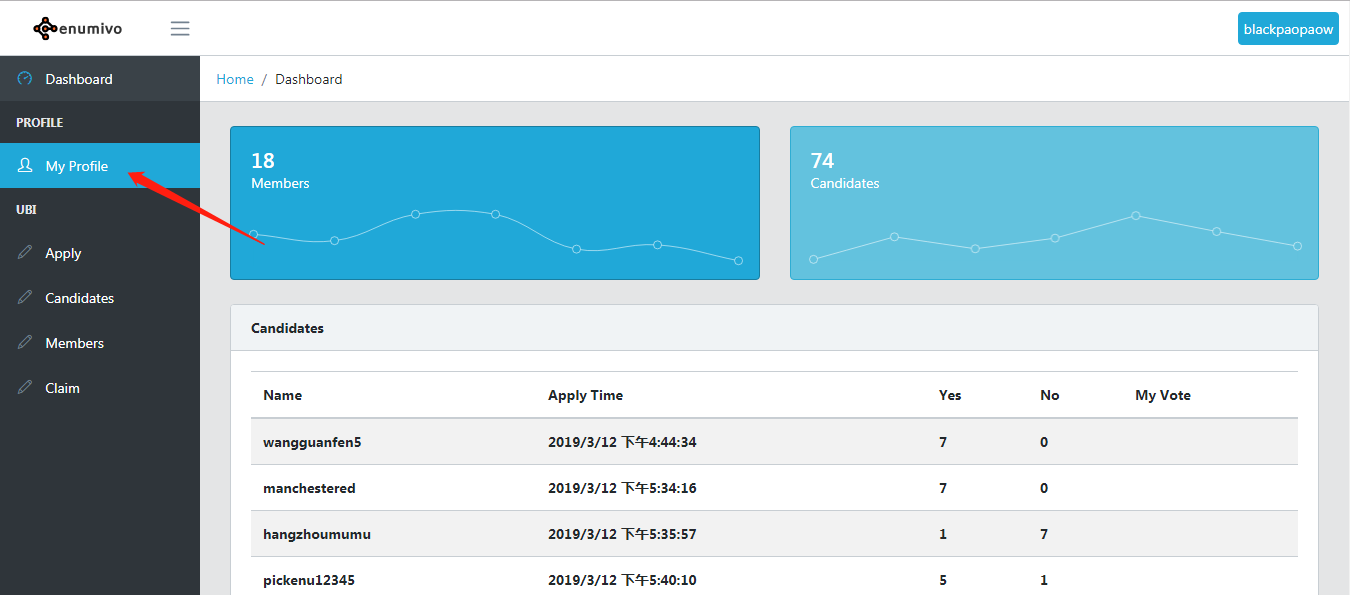 enumivo
blackpaopaow
Dashboard
Home / Dashboard
PROFILE
My Profile
UBI
Apply
Candidates
Members
Claim
18
Members
74
Candidates
Candidates
Name Apply Time Yes No My Vote
wangguanfen5 2019/3/12 下午4:44:34 7 0
manchestered 2019/3/12 下午5:34:16 7 0
hangzhoumumu 2019/3/12 下午5:35:57 1 7
pickenu12345 2019/3/12 下午5:40:10 5 1